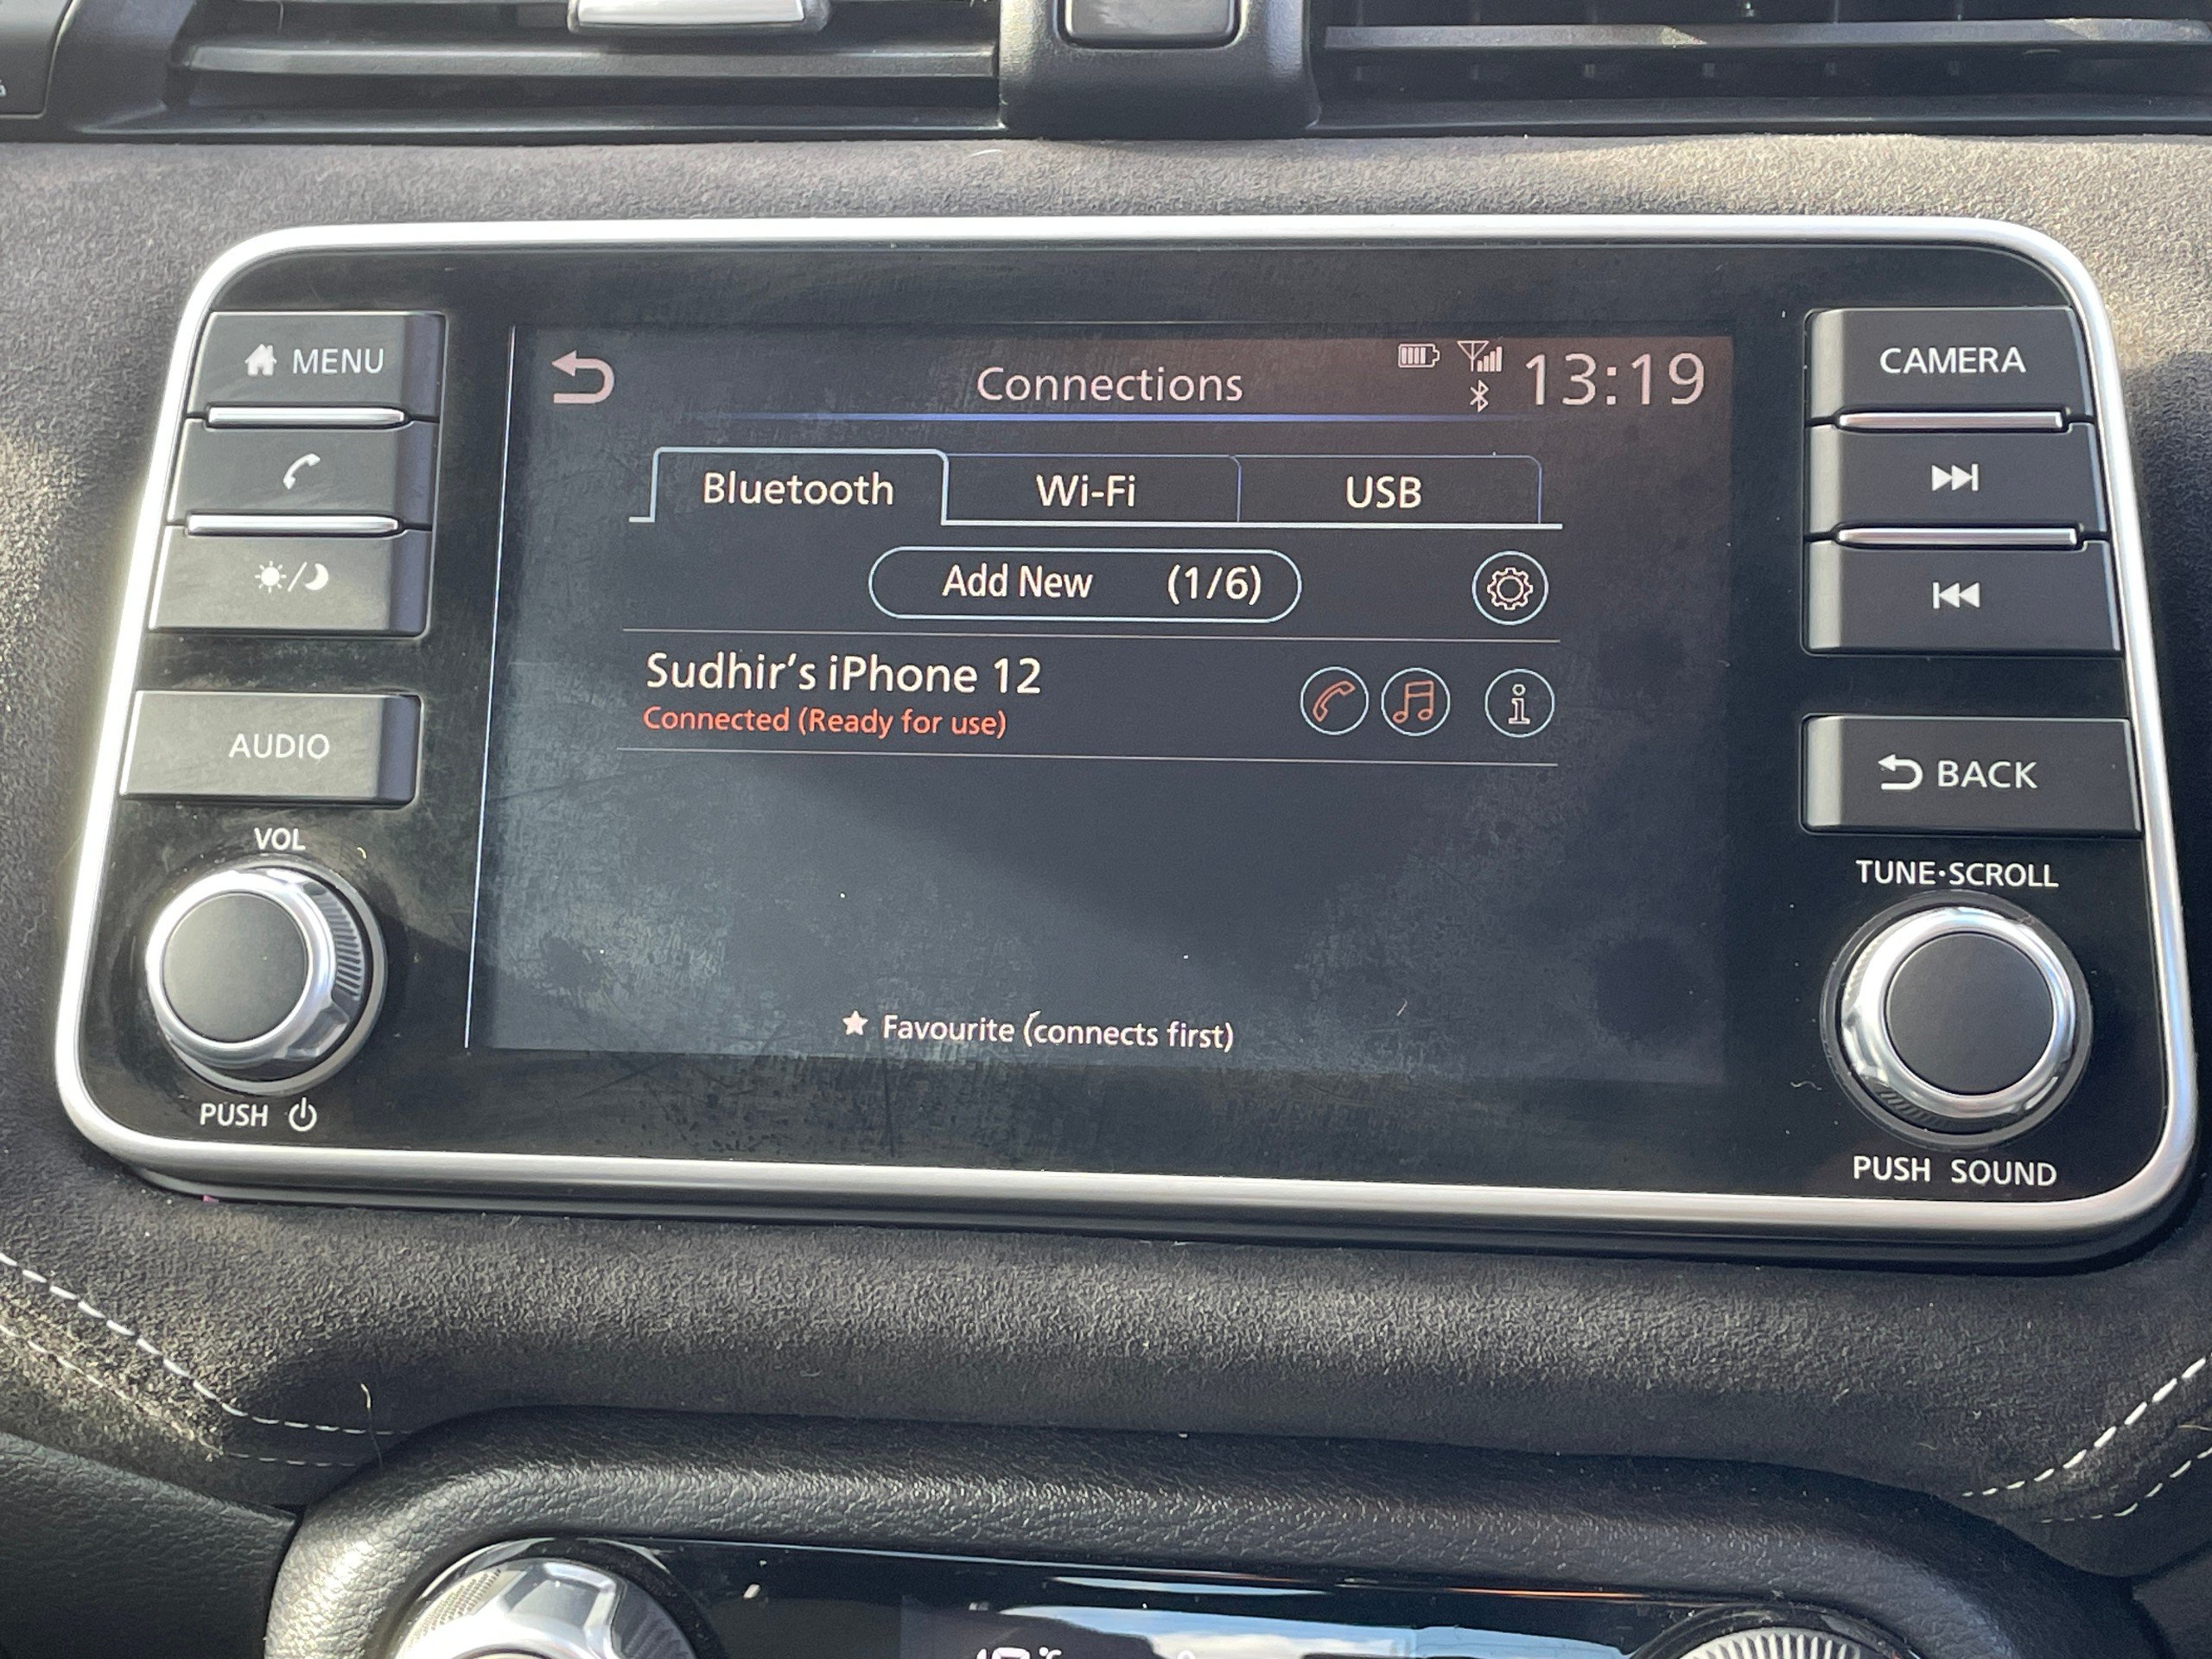 MENU
AUDIO
VOL
PUSH
Connections
13:19
Bluetooth
Wi-Fi
USB
Add New (1/6)
Sudhir's iPhone 12
Connected (Ready for use)
Favourite (connects first)
CAMERA
BACK
TUNE·SCROLL
PUSH SOUND